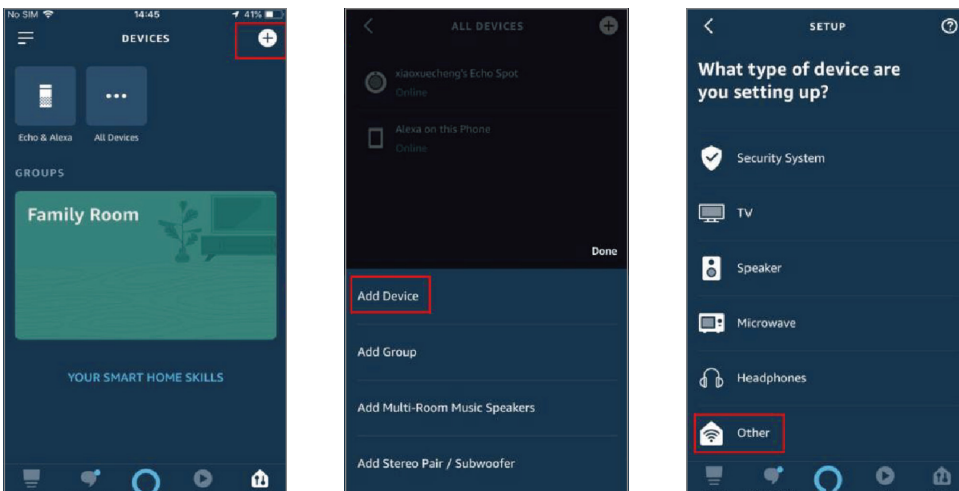 No SIM 14:45 41%
DEVICES
Echo & Alexa All Devices
GROUPS
Family Room
YOUR SMART HOME SKILLS
ALL DEVICES
xiaoxuecheng's Echo Spot
Online
Alexa on this Phone
Online
Done
Add Device
Add Group
Add Multi-Room Music Speakers
Add Stereo Pair / Subwoofer
SETUP
What type of device are
you setting up?
Security System
TV
Speaker
Microwave
Headphones
Other